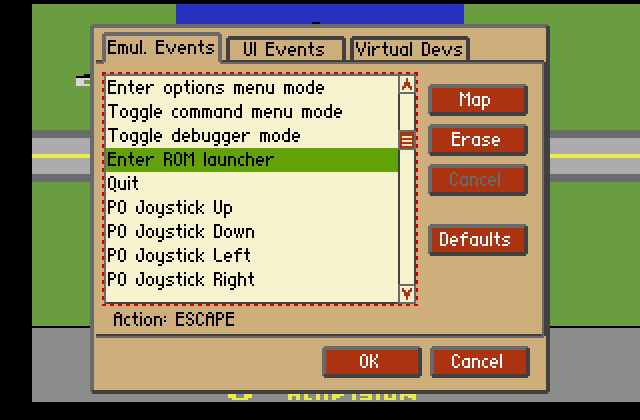 Emul. Events
UI Events
Virtual Devs
Enter options menu mode
Toggle command menu mode
Toggle debugger mode
Enter ROM launcher
Quit
P0 Joystick Up
P0 Joystick Down
P0 Joystick Left
P0 Joystick Right
Action: ESCAPE
Map
Erase
Cancel
Defaults
OK
Cancel